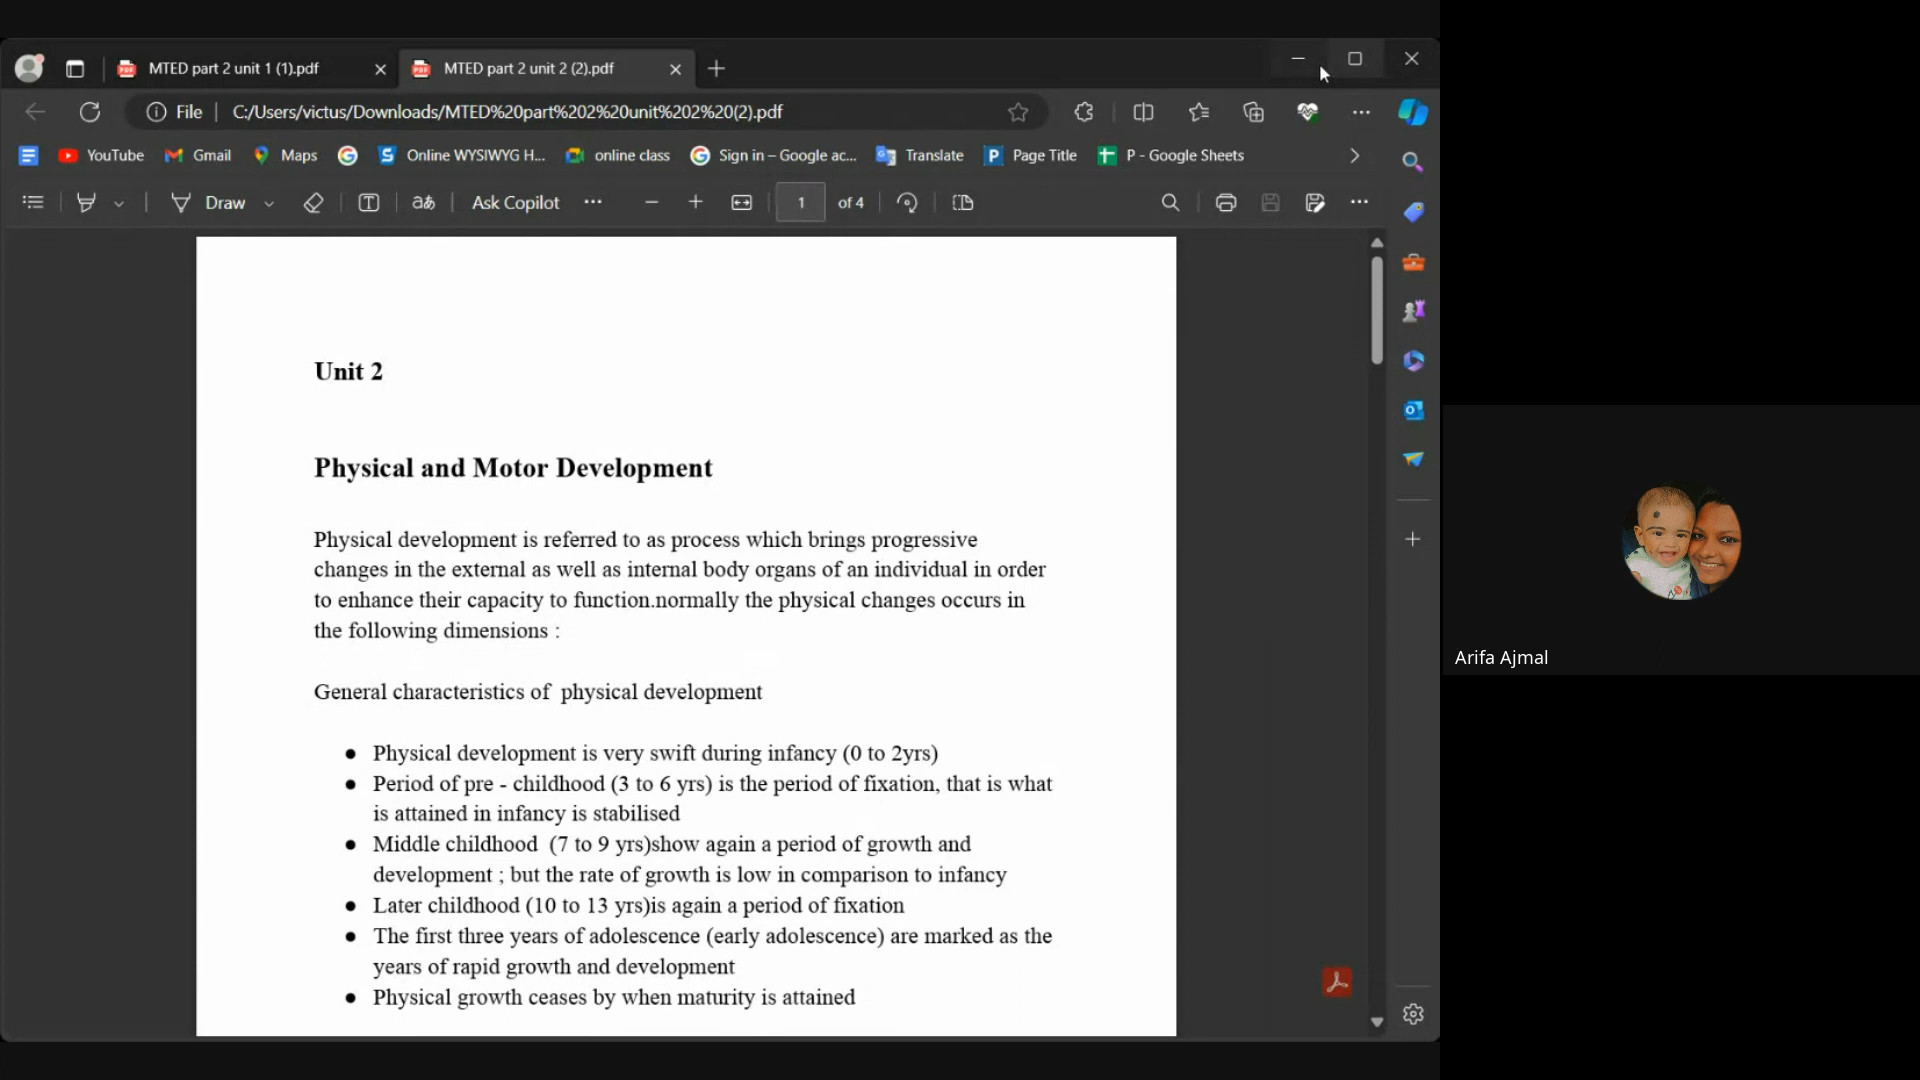 MTED part 2 unit 1 (1).pdf
MTED part 2 unit 2 (2).pdf
File
C:/Users/victus/Downloads/MTED%20part%202%20unit%202%20(2).pdf
YouTube
Gmail
Maps
Online WYSIWYG H...
online class
Sign in – Google ac...
Translate
Page Title
P - Google Sheets
Draw
aあ
Ask Copilot
1
of 4
Unit 2
Physical and Motor Development
Physical development is referred to as process which brings progressive
changes in the external as well as internal body organs of an individual in order
to enhance their capacity to function.normally the physical changes occurs in
the following dimensions :
General characteristics of  physical development
● Physical development is very swift during infancy (0 to 2yrs)
● Period of pre - childhood (3 to 6 yrs) is the period of fixation, that is what
is attained in infancy is stabilised
● Middle childhood  (7 to 9 yrs)show again a period of growth and
development ; but the rate of growth is low in comparison to infancy
● Later childhood (10 to 13 yrs)is again a period of fixation
● The first three years of adolescence (early adolescence) are marked as the
years of rapid growth and development
● Physical growth ceases by when maturity is attained
Arifa Ajmal